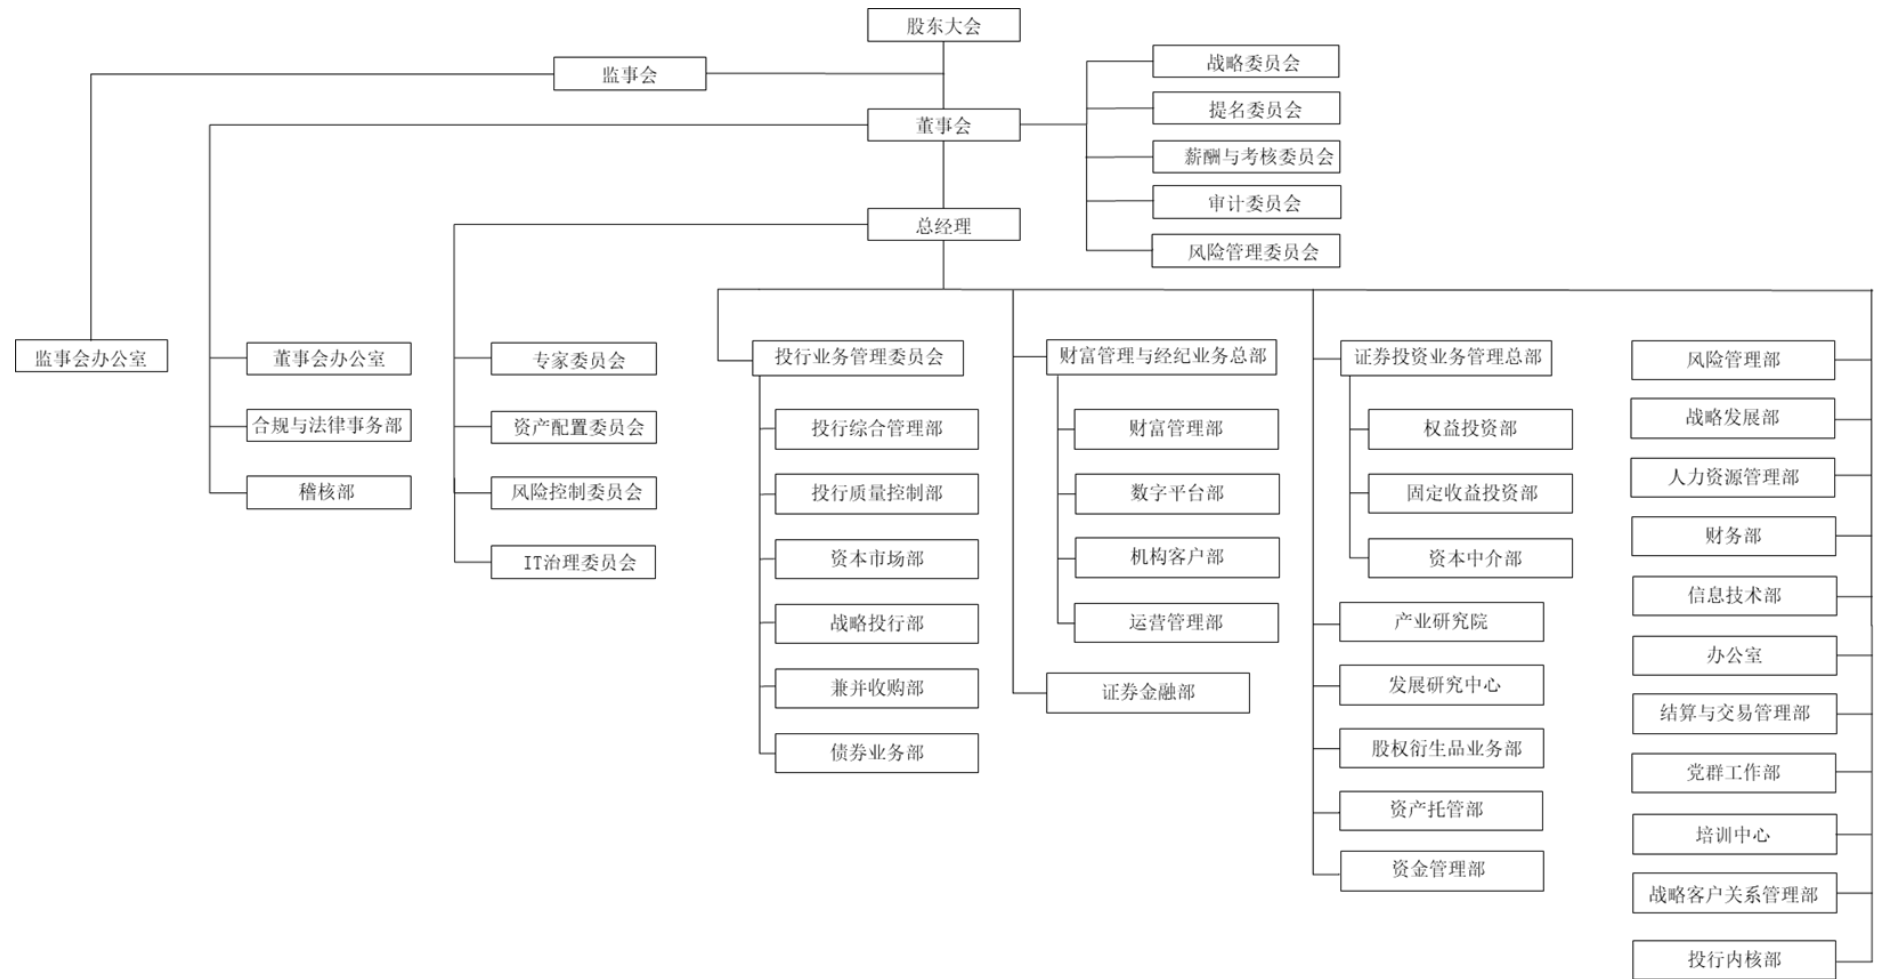 股东大会
监事会
战略委员会
提名委员会
董事会
薪酬与考核委员会
审计委员会
总经理
风险管理委员会
监事会办公室
董事会办公室
合规与法律事务部
稽核部
专家委员会
资产配置委员会
风险控制委员会
IT治理委员会
投行业务管理委员会
投行综合管理部
投行质量控制部
资本市场部
战略投行部
兼并收购部
债券业务部
财富管理与经纪业务总部
财富管理部
数字平台部
机构客户部
运营管理部
证券金融部
证券投资业务管理总部
权益投资部
固定收益投资部
资本中介部
产业研究院
发展研究中心
股权衍生品业务部
资产托管部
资金管理部
风险管理部
战略发展部
人力资源管理部
财务部
信息技术部
办公室
结算与交易管理部
党群工作部
培训中心
战略客户关系管理部
投行内核部